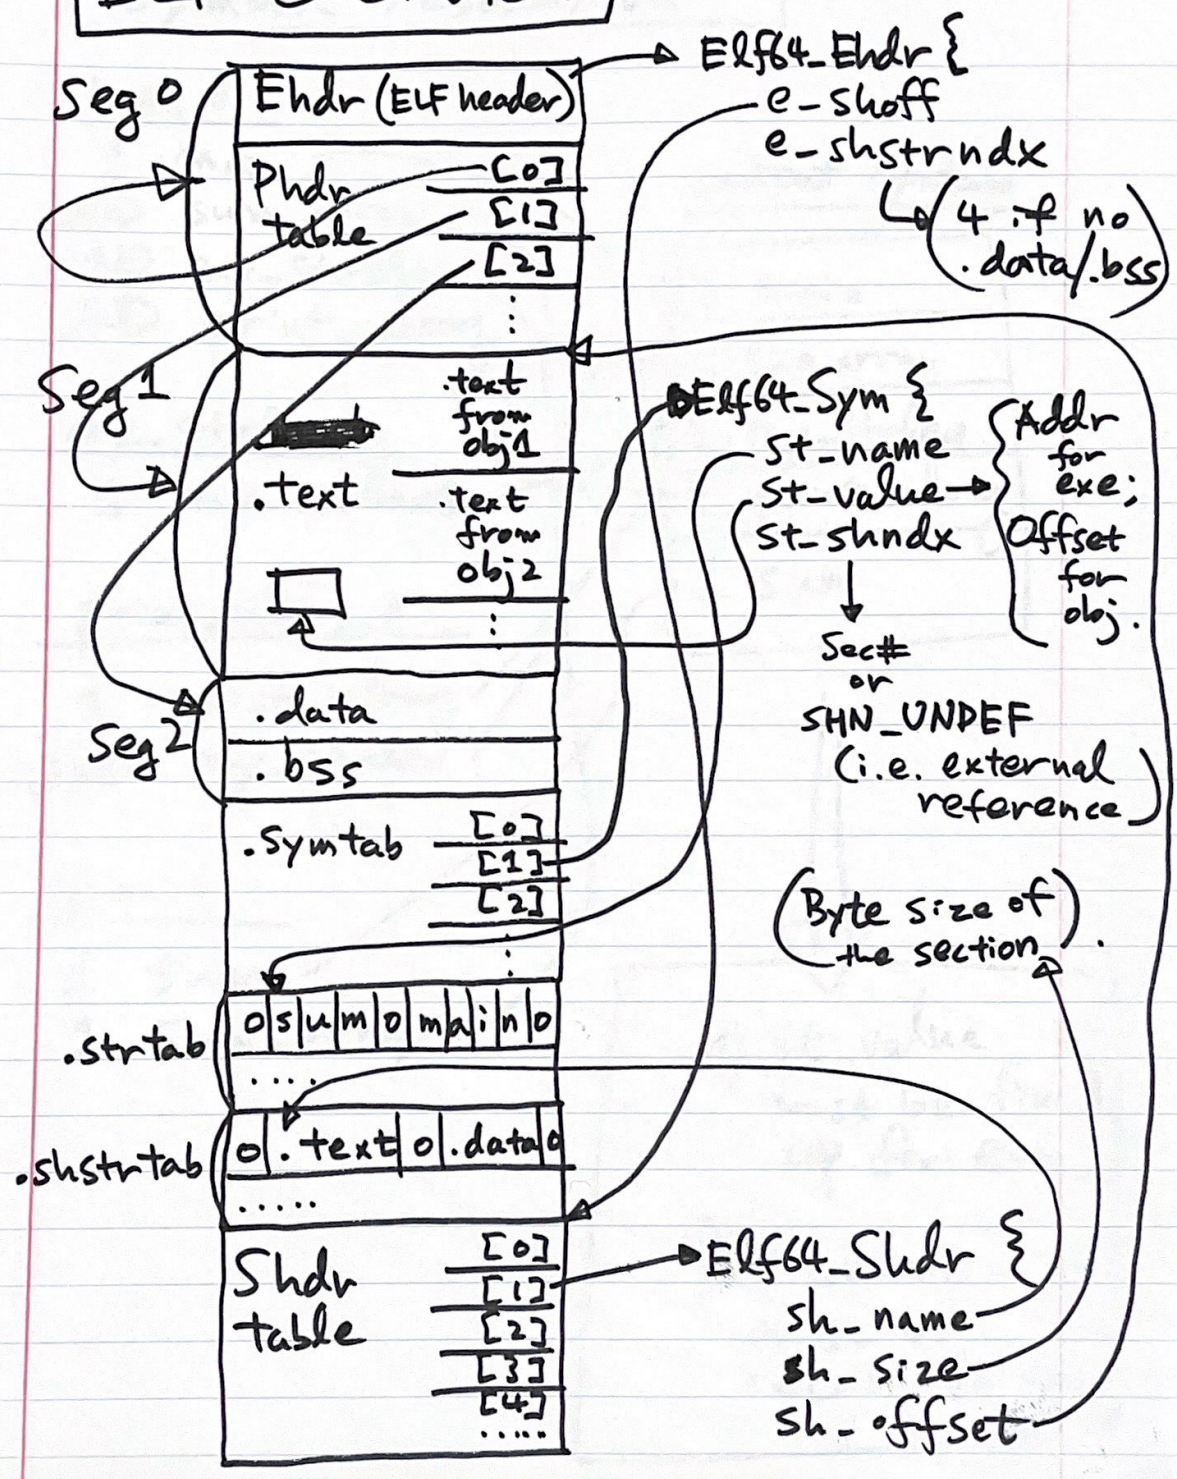 Seg 0
Ehdr (ELF header)
Phdr
table
[0]
[1]
[2]
⋮
Elf64_Ehdr {
e_shoff
e_shstrndx
(4 if no
.data/.bss)
Seg 1
.text
from
obj1
.text
.text
from
obj2
⋮
Elf64_Sym {
st_name
st_value
st_shndx
{Addr
for
exe;
Offset
for
obj.
Sec#
or
SHN_UNDEF
(i.e. external
reference)
Seg 2
.data
.bss
.symtab
[0]
[1]
[2]
⋮
(Byte size of
the section).
.strtab
0|s|u|m|0|m|a|i|n|0
....
.shstrtab
0|.text|0|.data|0
.....
Shdr
table
[0]
[1]
[2]
[3]
[4]
.....
Elf64_Shdr {
sh_name
sh_size
sh_offset